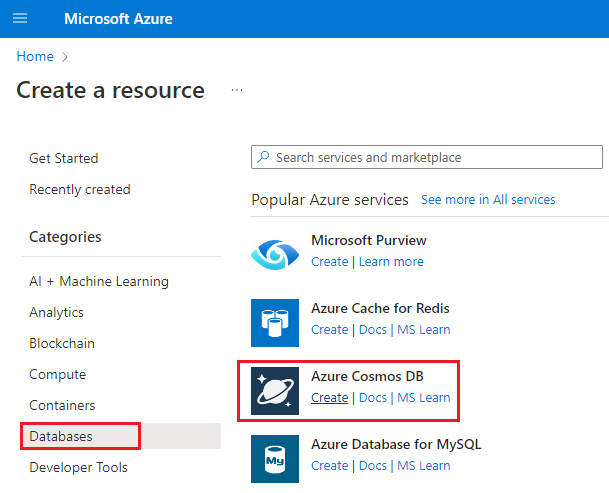 Microsoft Azure
Home >
Create a resource ...
Get Started
Recently created
Categories
AI + Machine Learning
Analytics
Blockchain
Compute
Containers
Databases
Developer Tools
Search services and marketplace
Popular Azure services See more in All services
Microsoft Purview
Create | Learn more
Azure Cache for Redis
Create | Docs | MS Learn
Azure Cosmos DB
Create | Docs | MS Learn
Azure Database for MySQL
My
Create | Docs | MS Learn